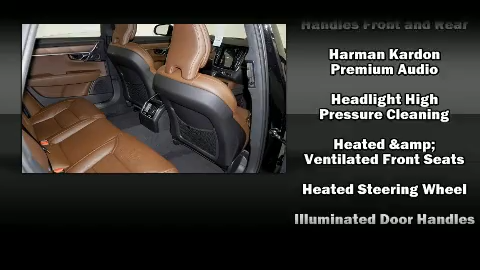 Handles Front and Rear
Harman Kardon
Premium Audio
Headlight High
Pressure Cleaning
Heated &amp;
Ventilated Front Seats
Heated Steering Wheel
Illuminated Door Handles